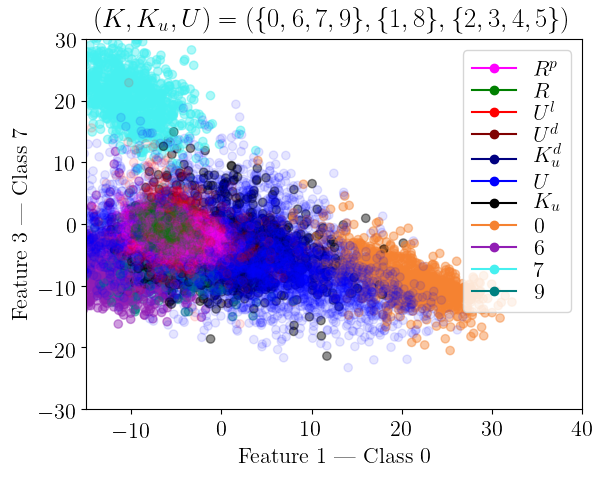 (K, K_u, U) = ({0, 6, 7, 9}, {1, 8}, {2, 3, 4, 5})
30
20
10
0
−10
−20
−30
Feature 3 — Class 7
R^p
R
U^l
U^d
K_u^d
U
K_u
0
6
7
9
−10
0
10
20
30
40
Feature 1 — Class 0